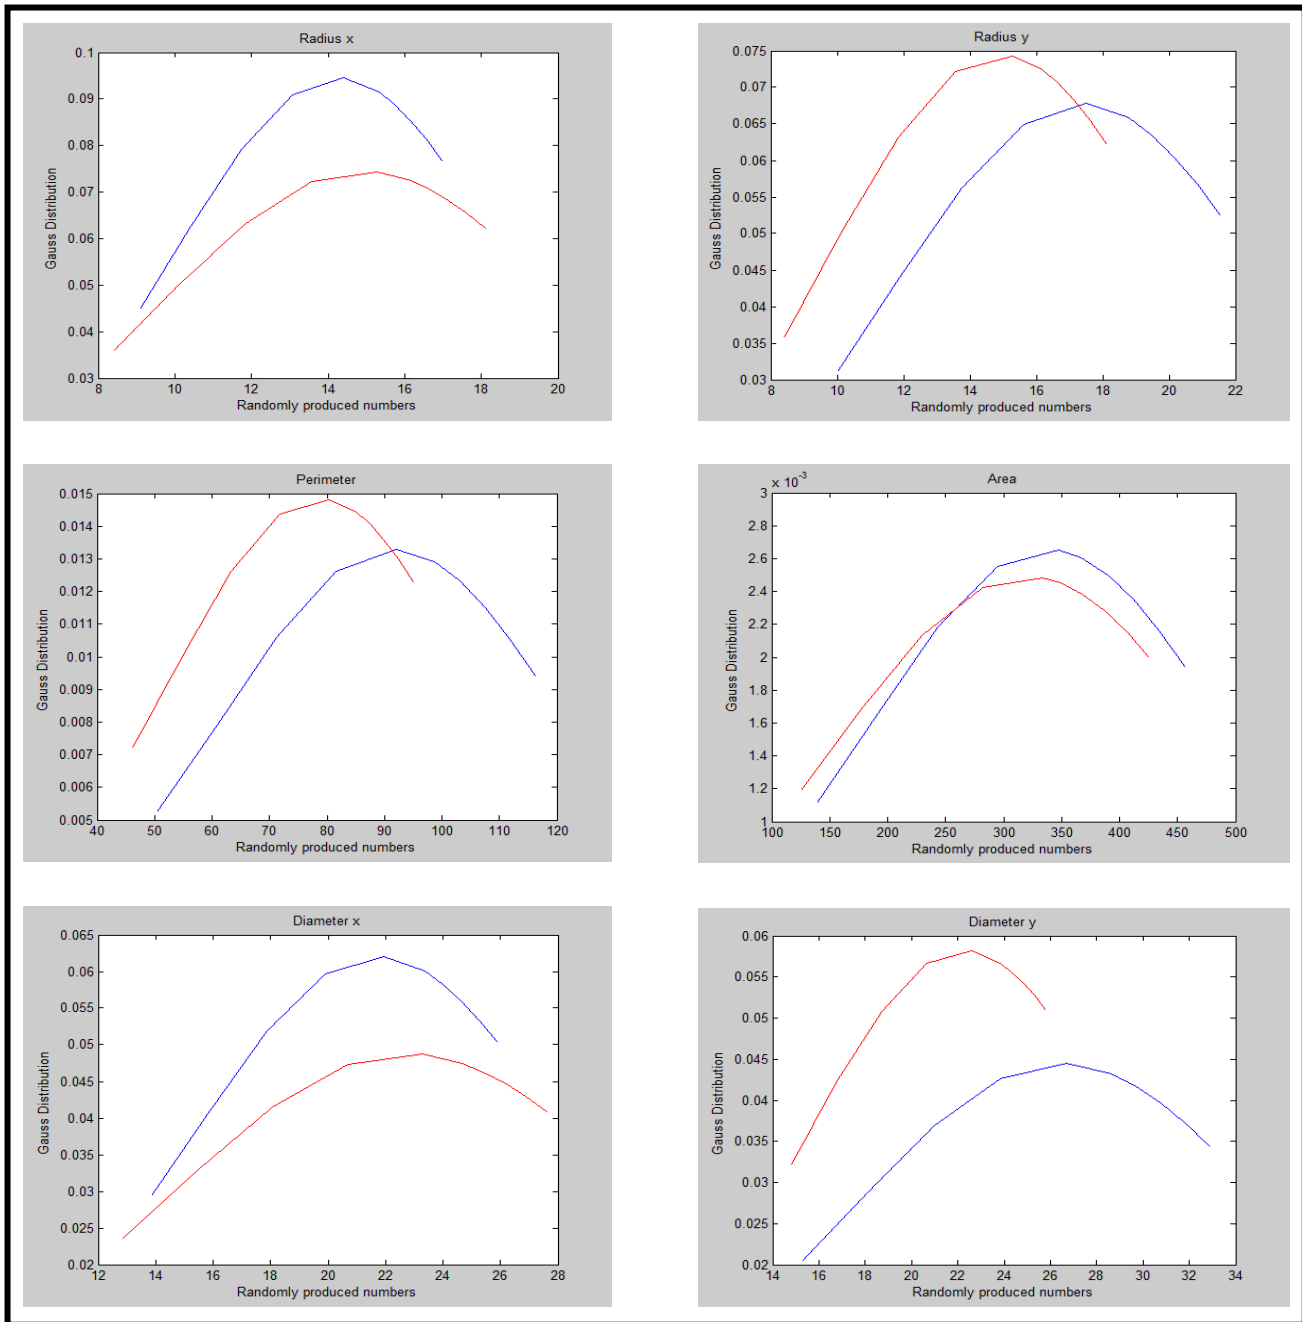 Radius x
0.1
0.09
0.08
0.07
0.06
0.05
0.04
0.03
Gauss Distribution
8 10 12 14 16 18 20
Randomly produced numbers
Radius y
0.075
0.07
0.065
0.06
0.055
0.05
0.045
0.04
0.035
0.03
Gauss Distribution
8 10 12 14 16 18 20 22
Randomly produced numbers
Perimeter
0.015
0.014
0.013
0.012
0.011
0.01
0.009
0.008
0.007
0.006
0.005
Gauss Distribution
40 50 60 70 80 90 100 110 120
Randomly produced numbers
x 10^-3
Area
3
2.8
2.6
2.4
2.2
2
1.8
1.6
1.4
1.2
1
Gauss Distribution
100 150 200 250 300 350 400 450 500
Randomly produced numbers
Diameter x
0.065
0.06
0.055
0.05
0.045
0.04
0.035
0.03
0.025
0.02
Gauss Distribution
12 14 16 18 20 22 24 26 28
Randomly produced numbers
Diameter y
0.06
0.055
0.05
0.045
0.04
0.035
0.03
0.025
0.02
Gauss Distribution
14 16 18 20 22 24 26 28 30 32 34
Randomly produced numbers